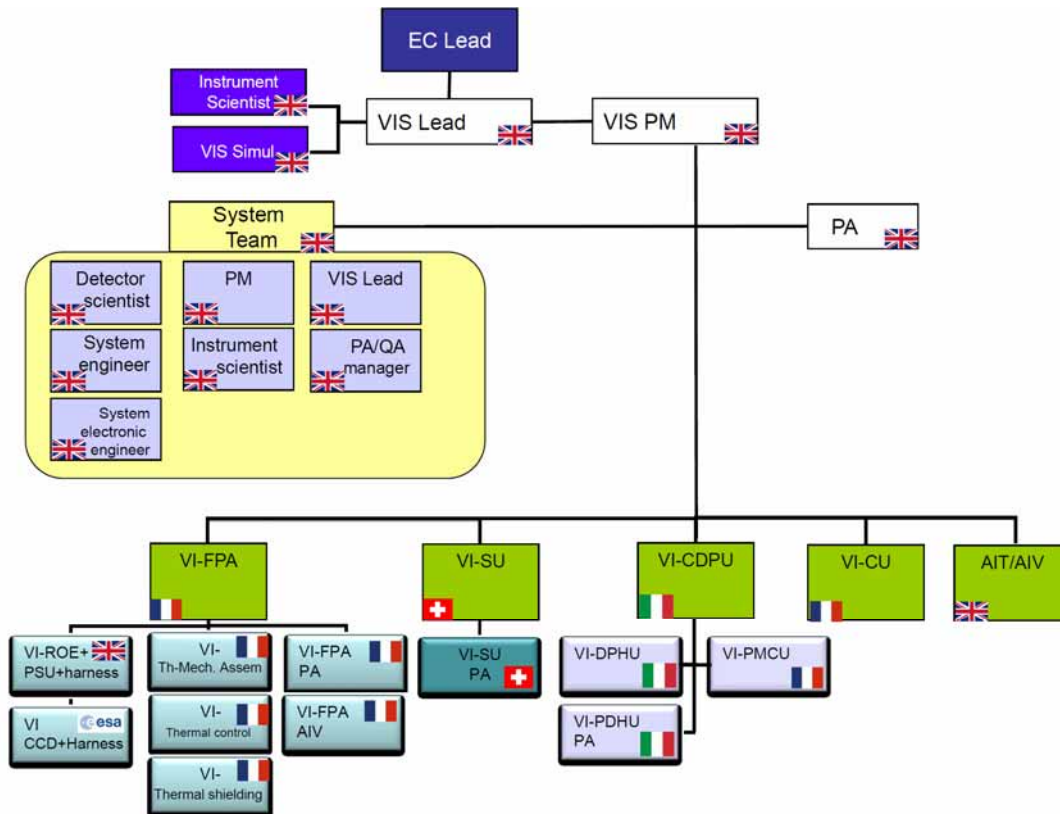 EC Lead
Instrument
Scientist
VIS Simul
VIS Lead
VIS PM
System
Team
PA
Detector
scientist
PM
VIS Lead
System
engineer
Instrument
scientist
PA/QA
manager
System
electronic
engineer
VI-FPA
VI-SU
VI-CDPU
VI-CU
AIT/AIV
VI-ROE+
PSU+harness
VI-
Th-Mech. Assem
VI-FPA
PA
VI-SU
PA
VI-DPHU
VI-PMCU
VI
esa
CCD+Harness
VI-
Thermal control
VI-FPA
AIV
VI-PDHU
PA
VI-
Thermal shielding